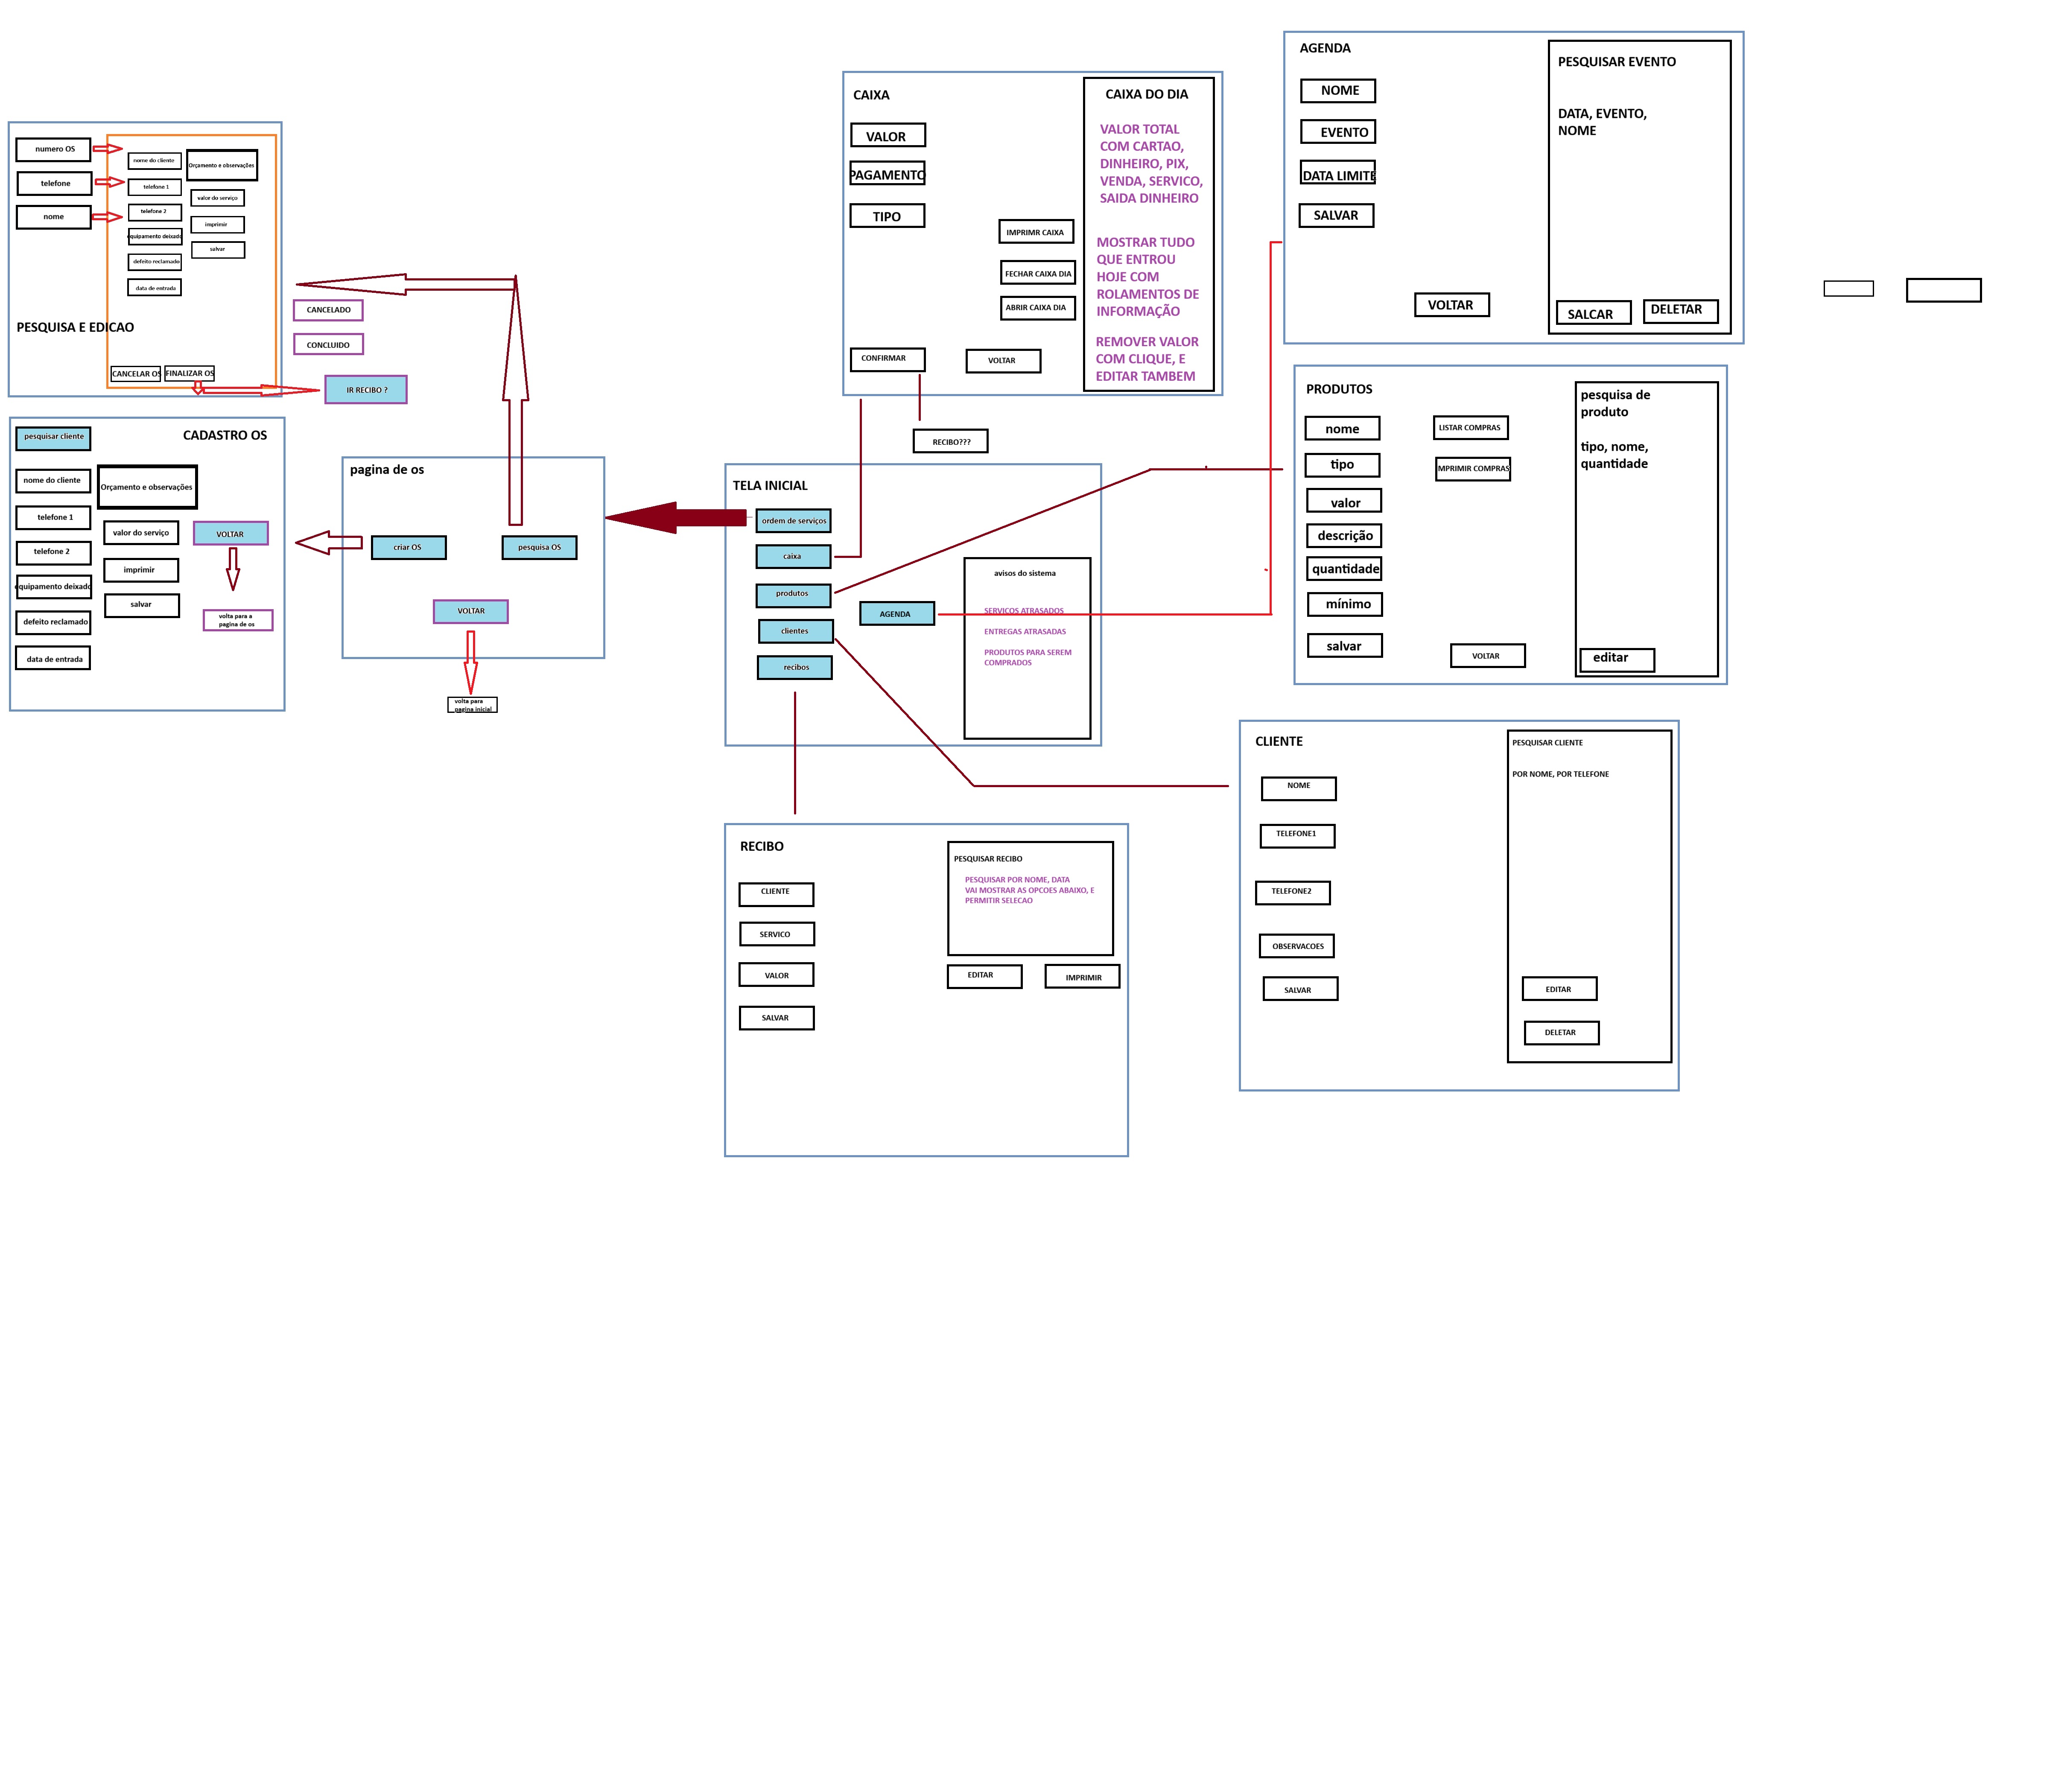 AGENDA
NOME
EVENTO
DATA LIMITE
SALVAR
VOLTAR
PESQUISAR EVENTO
DATA, EVENTO,
NOME
SALCAR
DELETAR
CAIXA
VALOR
PAGAMENTO
TIPO
IMPRIMR CAIXA
FECHAR CAIXA DIA
ABRIR CAIXA DIA
CONFIRMAR
VOLTAR
CAIXA DO DIA
VALOR TOTAL
COM CARTAO,
DINHEIRO, PIX,
VENDA, SERVICO,
SAIDA DINHEIRO
MOSTRAR TUDO
QUE ENTROU
HOJE COM
ROLAMENTOS DE
INFORMAÇÃO
REMOVER VALOR
COM CLIQUE, E
EDITAR TAMBEM
RECIBO???
numero OS
telefone
nome
nome do cliente
telefone 1
telefone 2
equipamento deixado
defeito reclamado
data de entrada
Orçamento e observações
valor do serviço
imprimir
salvar
PESQUISA E EDICAO
CANCELAR OS
FINALIZAR OS
CANCELADO
CONCLUIDO
IR RECIBO ?
pesquisar cliente
CADASTRO OS
nome do cliente
telefone 1
telefone 2
equipamento deixado
defeito reclamado
data de entrada
Orçamento e observações
valor do serviço
imprimir
salvar
VOLTAR
volta para a
pagina de os
pagina de os
criar OS
pesquisa OS
VOLTAR
volta para
pagina inicial
TELA INICIAL
ordem de serviços
caixa
produtos
clientes
recibos
AGENDA
avisos do sistema
SERVICOS ATRASADOS
ENTREGAS ATRASADAS
PRODUTOS PARA SEREM
COMPRADOS
PRODUTOS
nome
tipo
valor
descrição
quantidade
mínimo
salvar
LISTAR COMPRAS
IMPRIMIR COMPRAS
VOLTAR
pesquisa de
produto
tipo, nome,
quantidade
editar
CLIENTE
NOME
TELEFONE1
TELEFONE2
OBSERVACOES
SALVAR
PESQUISAR CLIENTE
POR NOME, POR TELEFONE
EDITAR
DELETAR
RECIBO
CLIENTE
SERVICO
VALOR
SALVAR
PESQUISAR RECIBO
PESQUISAR POR NOME, DATA
VAI MOSTRAR AS OPCOES ABAIXO, E
PERMITIR SELECAO
EDITAR
IMPRIMIR